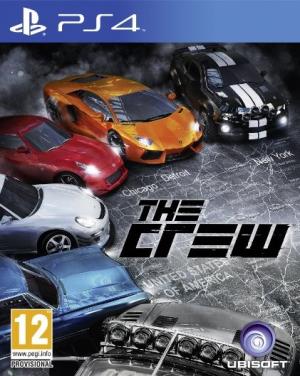 PS4
New York
Chicago
Detroit
THE
CREW
UNITED STATES
OF AMERICA
12
www.pegi.info
PROVISIONAL
UBISOFT